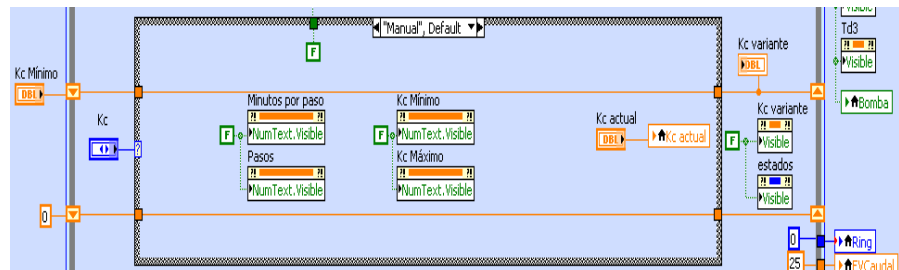 "Manual", Default
Visible
Td3
Visible
Bomba
F
Kc variante
DBL
Kc Mínimo
DBL
Kc
?
Minutos por paso
NumText.Visible
Pasos
NumText.Visible
F
Kc Mínimo
NumText.Visible
Kc Máximo
NumText.Visible
F
Kc actual
DBL
Kc actual
Kc variante
Visible
estados
Visible
F
0
0
Ring
25
FVCaudal